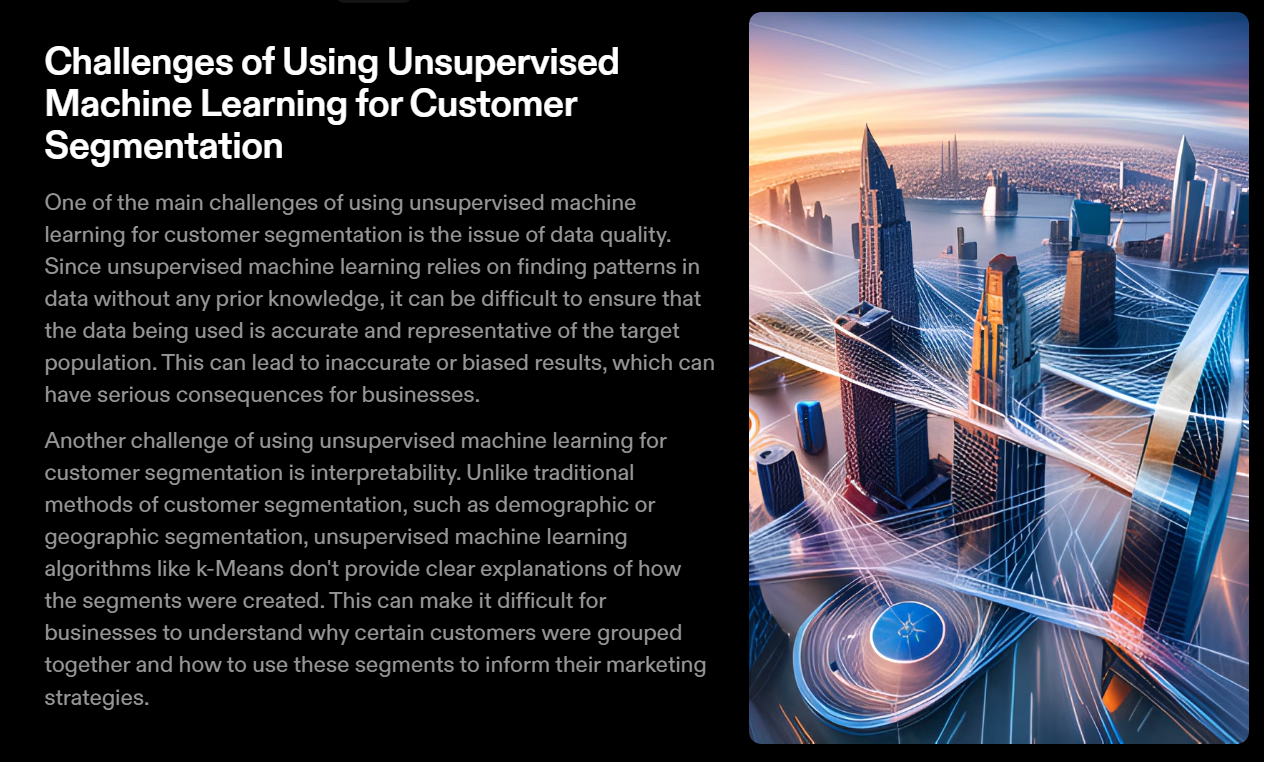 Challenges of Using Unsupervised
Machine Learning for Customer
Segmentation
One of the main challenges of using unsupervised machine
learning for customer segmentation is the issue of data quality.
Since unsupervised machine learning relies on finding patterns in
data without any prior knowledge, it can be difficult to ensure that
the data being used is accurate and representative of the target
population. This can lead to inaccurate or biased results, which can
have serious consequences for businesses.
Another challenge of using unsupervised machine learning for
customer segmentation is interpretability. Unlike traditional
methods of customer segmentation, such as demographic or
geographic segmentation, unsupervised machine learning
algorithms like k-Means don't provide clear explanations of how
the segments were created. This can make it difficult for
businesses to understand why certain customers were grouped
together and how to use these segments to inform their marketing
strategies.